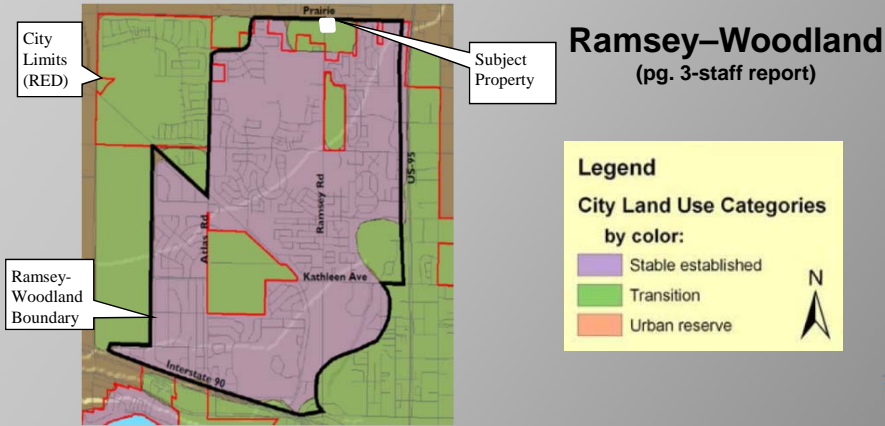 Ramsey–Woodland
(pg. 3-staff report)
City
Limits
(RED)
Prairie
Subject
Property
Ramsey-
Woodland
Boundary
Atlas Rd
Ramsey Rd
US-95
Kathleen Ave
Interstate 90
Legend
City Land Use Categories
by color:
Stable established
Transition
Urban reserve
N